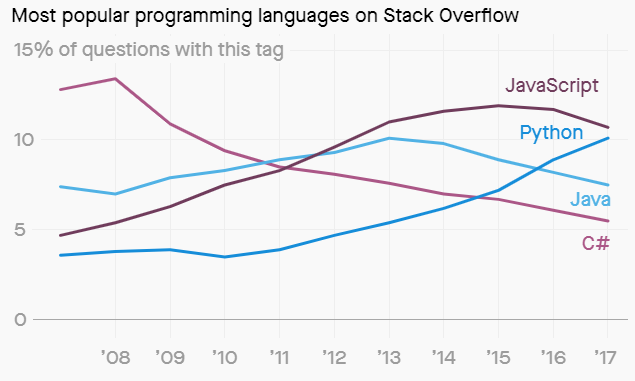 Most popular programming languages on Stack Overflow
15% of questions with this tag
JavaScript
Python
10
Java
5
C#
0
’08 ’09 ’10 ’11 ’12 ’13 ’14 ’15 ’16 ’17